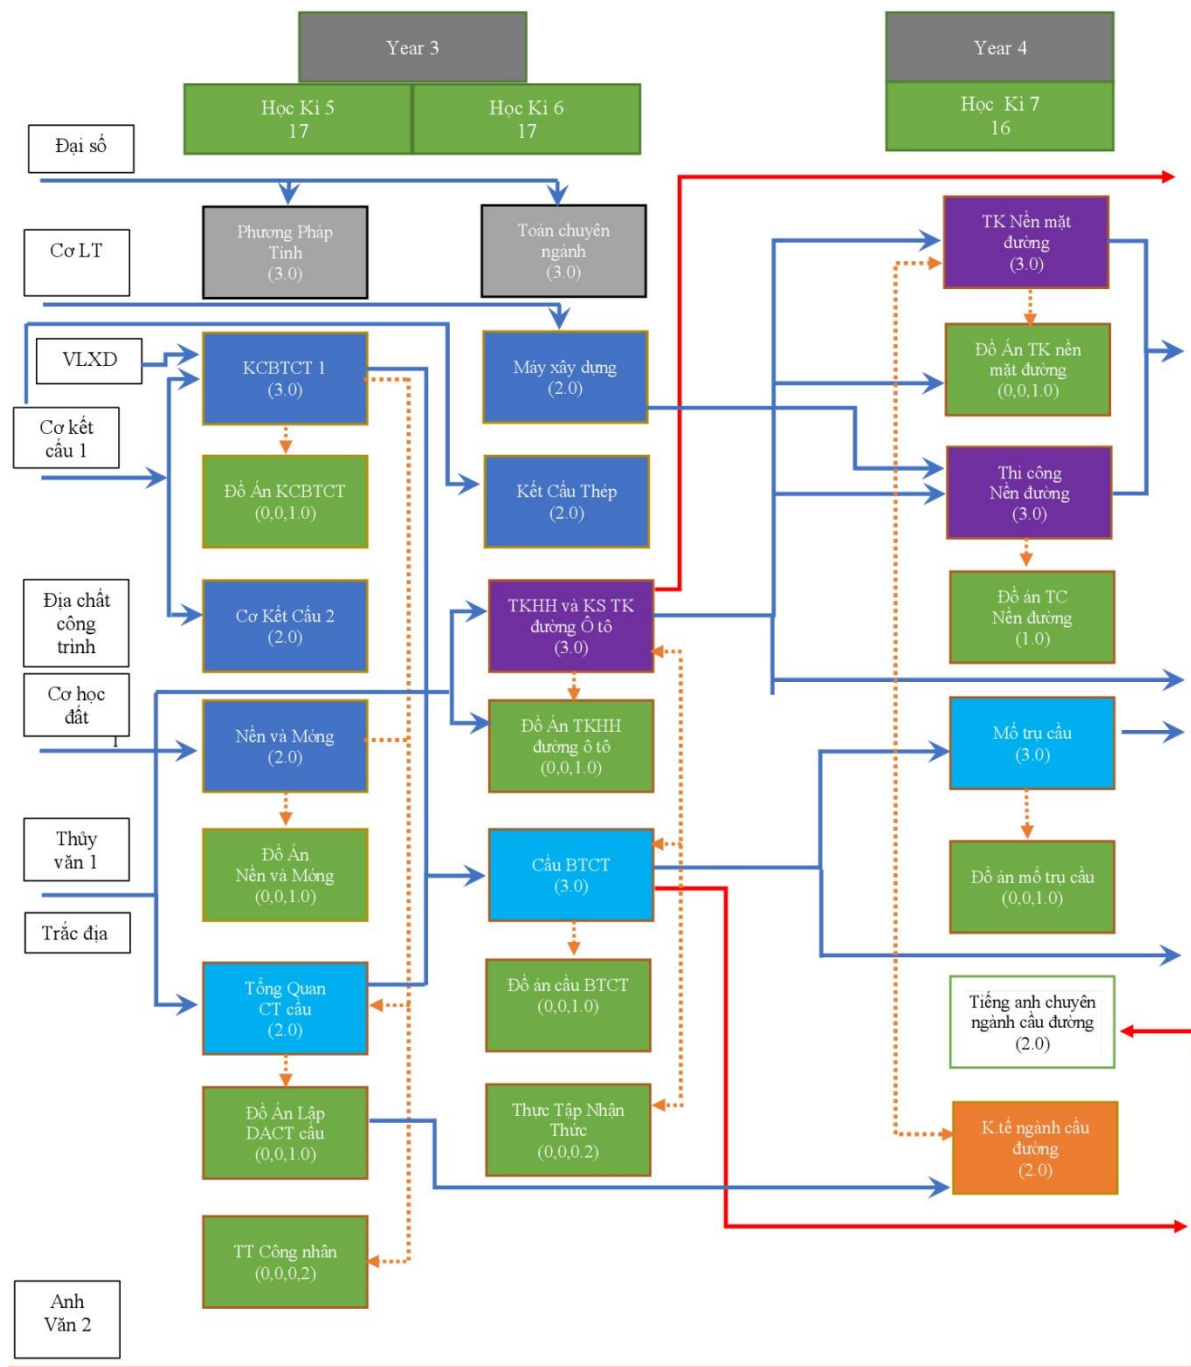 Year 3
Year 4
Học Kì 5
17
Học Kì 6
17
Học Kì 7
16
Đại số
Cơ LT
VLXD
Cơ kết
cấu 1
Địa chất
công
trình
Cơ học
đất
Thủy
văn 1
Trắc địa
Anh
Văn 2
Phương Pháp
Tính
(3.0)
KCBTCT 1
(3.0)
Đồ Án KCBTCT
(0,0,1.0)
Cơ Kết Cấu 2
(2.0)
Nền và Móng
(2.0)
Đồ Án
Nền và Móng
(0,0,1.0)
Tổng Quan
CT cầu
(2.0)
Đồ Án Lập
DACT cầu
(0,0,1.0)
TT Công nhân
(0,0,0,2)
Toán chuyên
ngành
(3.0)
Máy xây dựng
(2.0)
Kết Cấu Thép
(2.0)
TKHH và KS TK
đường Ô tô
(3.0)
Đồ Án TKHH
đường ô tô
(0,0,1.0)
Cầu BTCT
(3.0)
Đồ án cầu BTCT
(0,0,1.0)
Thực Tập Nhận
Thức
(0,0,0.2)
TK Nền mặt
đường
(3.0)
Đồ Án TK nền
mặt đường
(0,0,1.0)
Thi công
Nền đường
(3.0)
Đồ án TC
Nền đường
(1.0)
Mố trụ cầu
(3.0)
Đồ án mố trụ cầu
(0,0,1.0)
Tiếng anh chuyên
ngành cầu đường
(2.0)
K.tế ngành cầu
đường
(2.0)